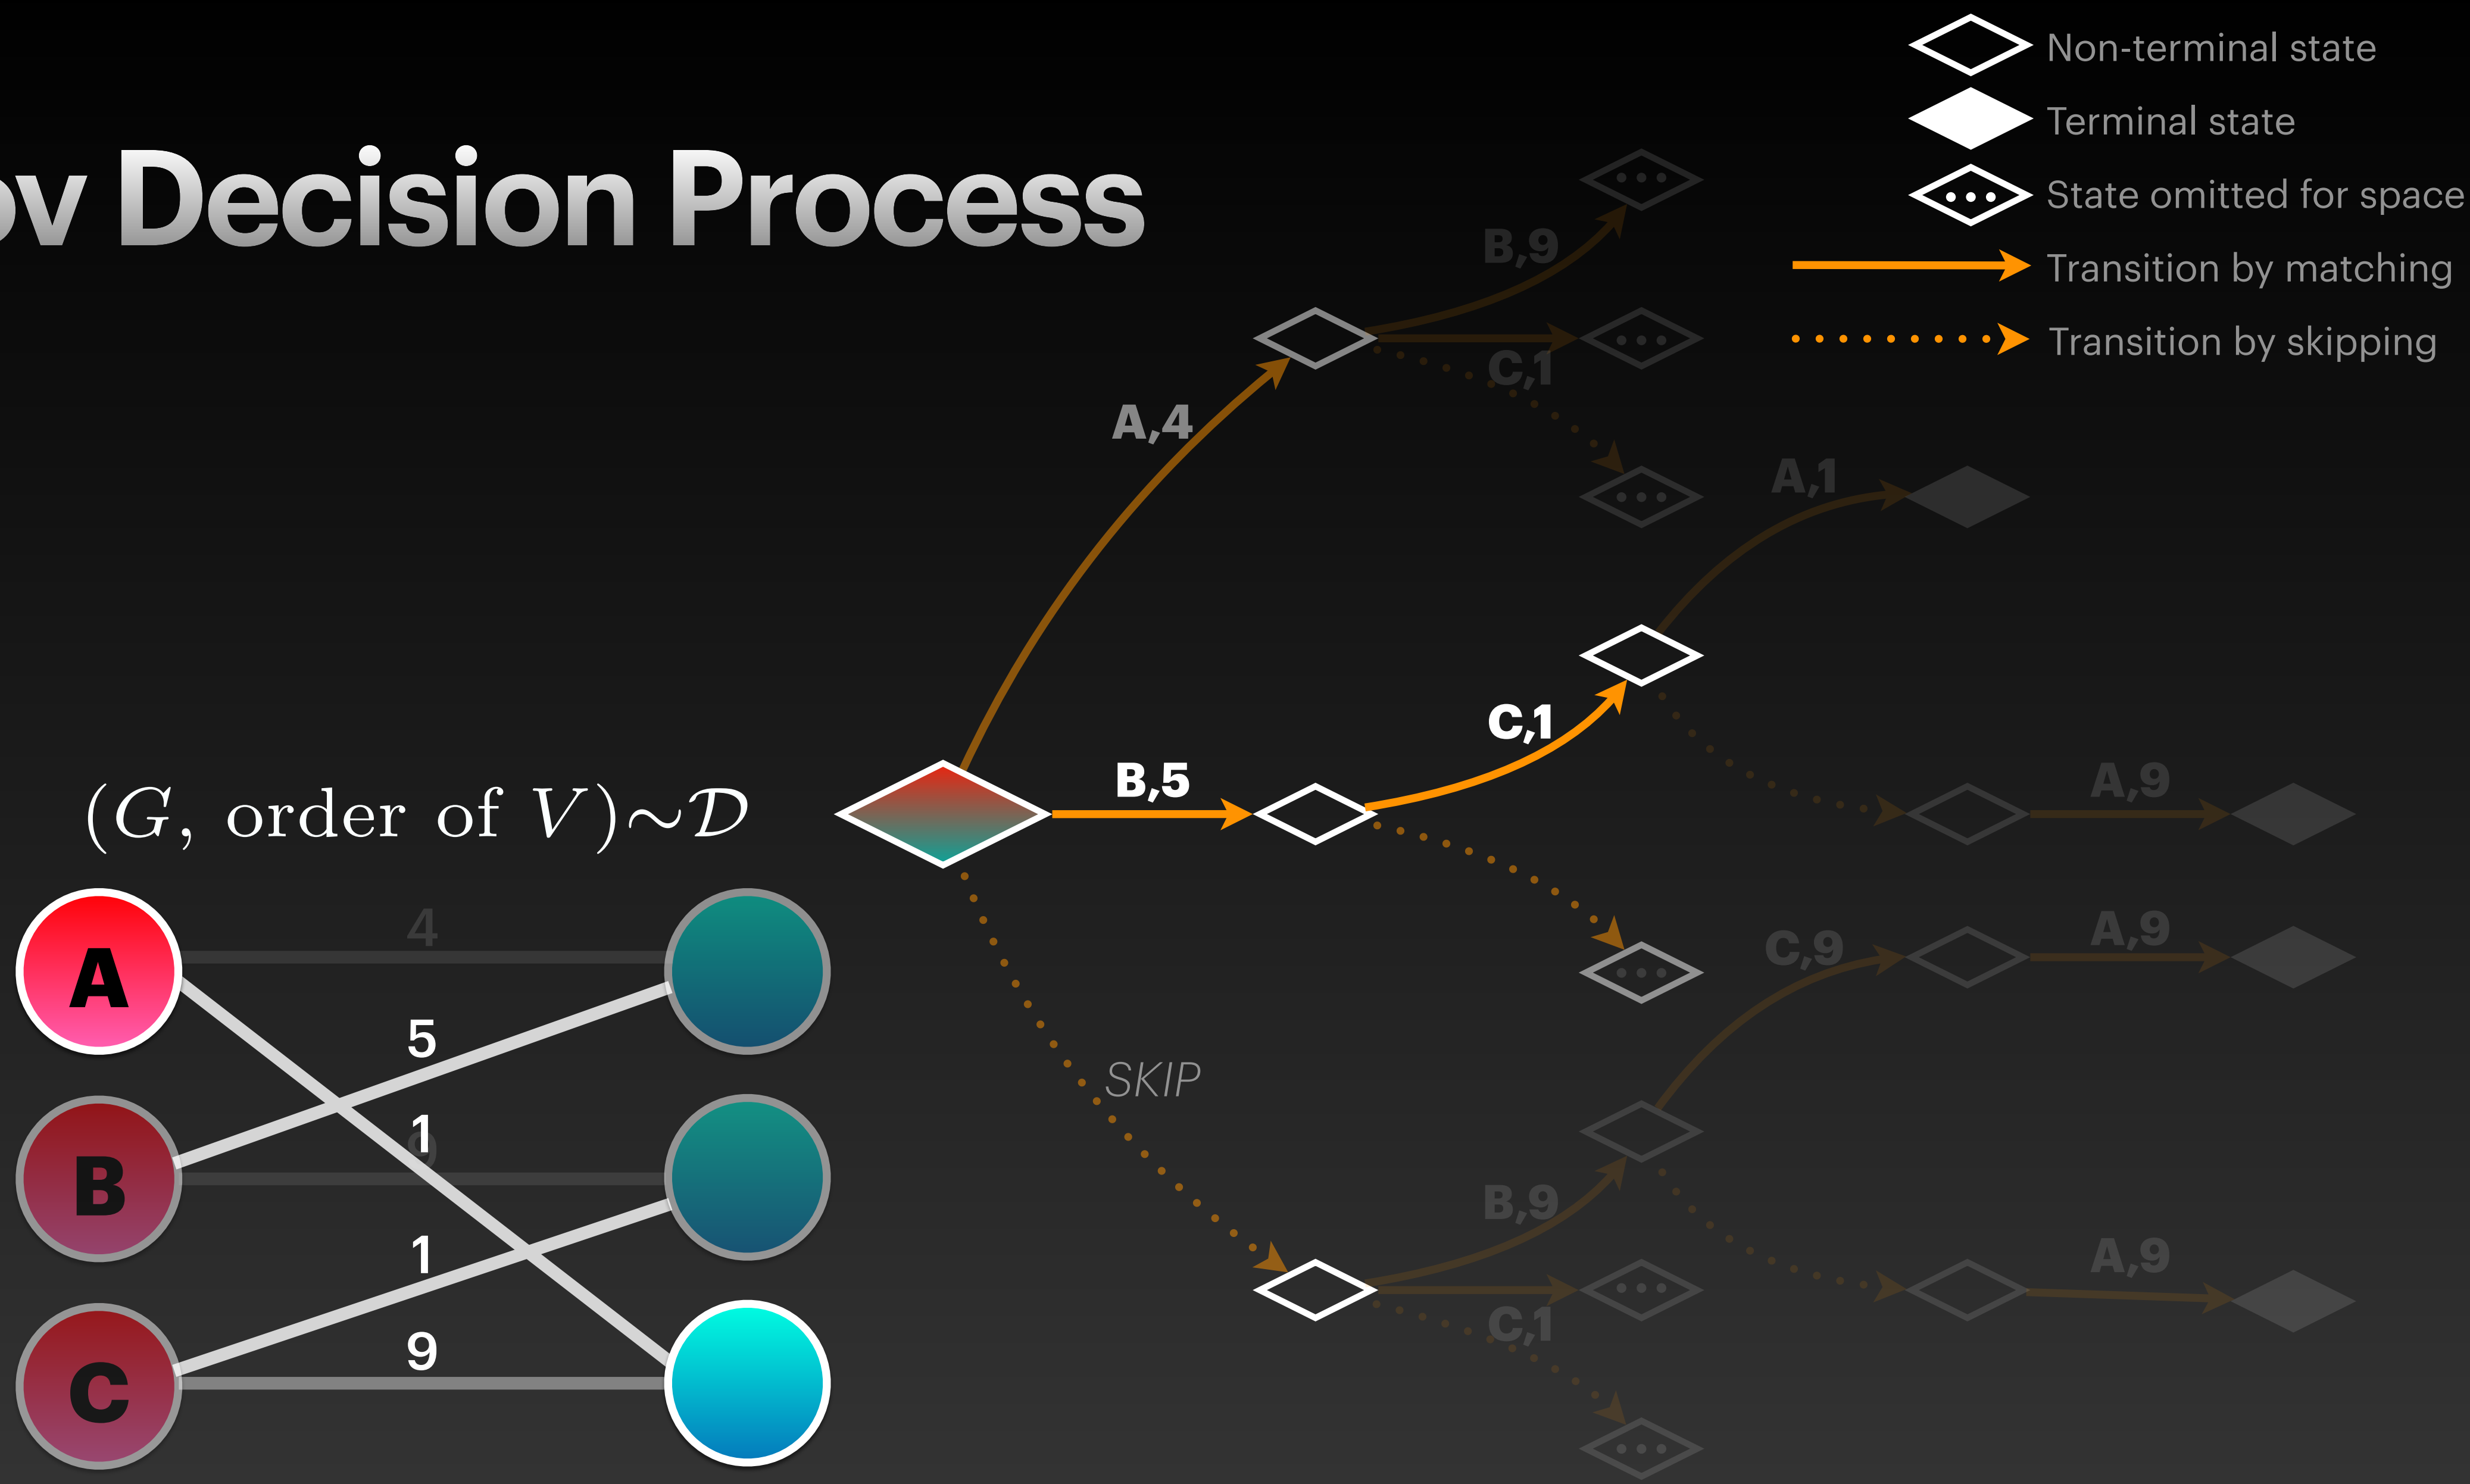 ov Decision Process
Non-terminal state
Terminal state
State omitted for space
Transition by matching
Transition by skipping
B,9
C,1
A,4
A,1
C,1
B,5
(G, order of V)~𝒟
A,9
C,9
A,9
SKIP
B,9
C,1
A,9
A
B
C
4
5
1
9
1
9